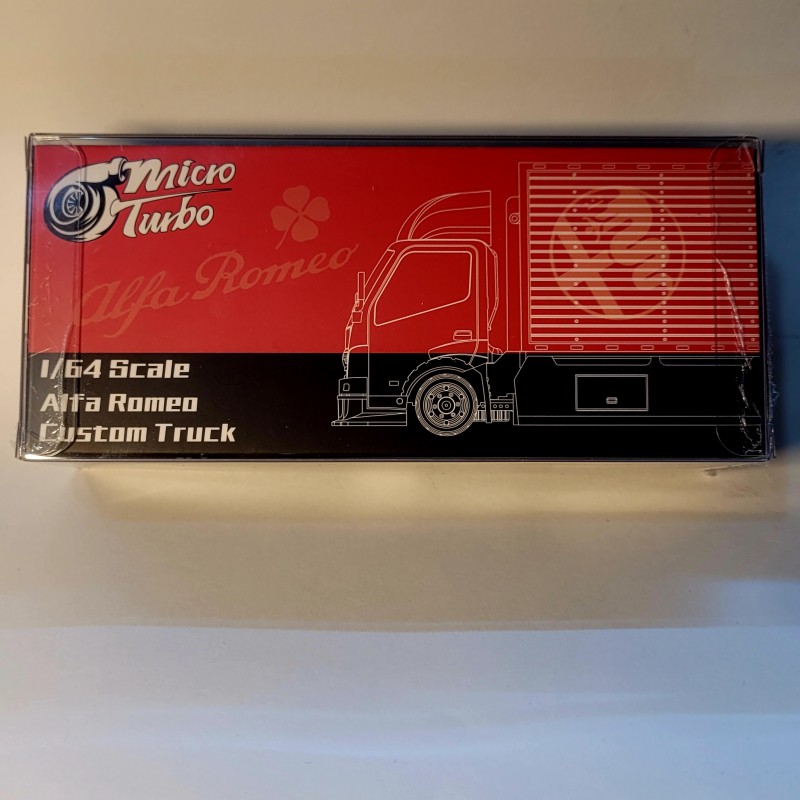 Micro
Turbo
Alfa Romeo
1/64 Scale
Alfa Romeo
Custom Truck